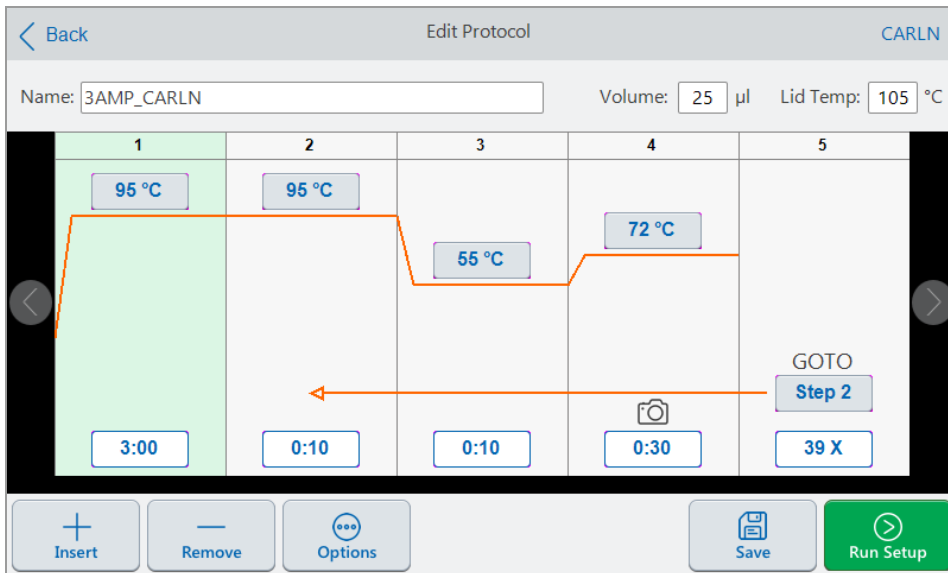 Back Edit Protocol CARLN
Name: 3AMP_CARLN Volume: 25 µl Lid Temp: 105 °C
1 2 3 4 5
95 °C 95 °C
72 °C
55 °C
GOTO
Step 2
3:00 0:10 0:10 0:30 39 X
Insert Remove Options Save Run Setup